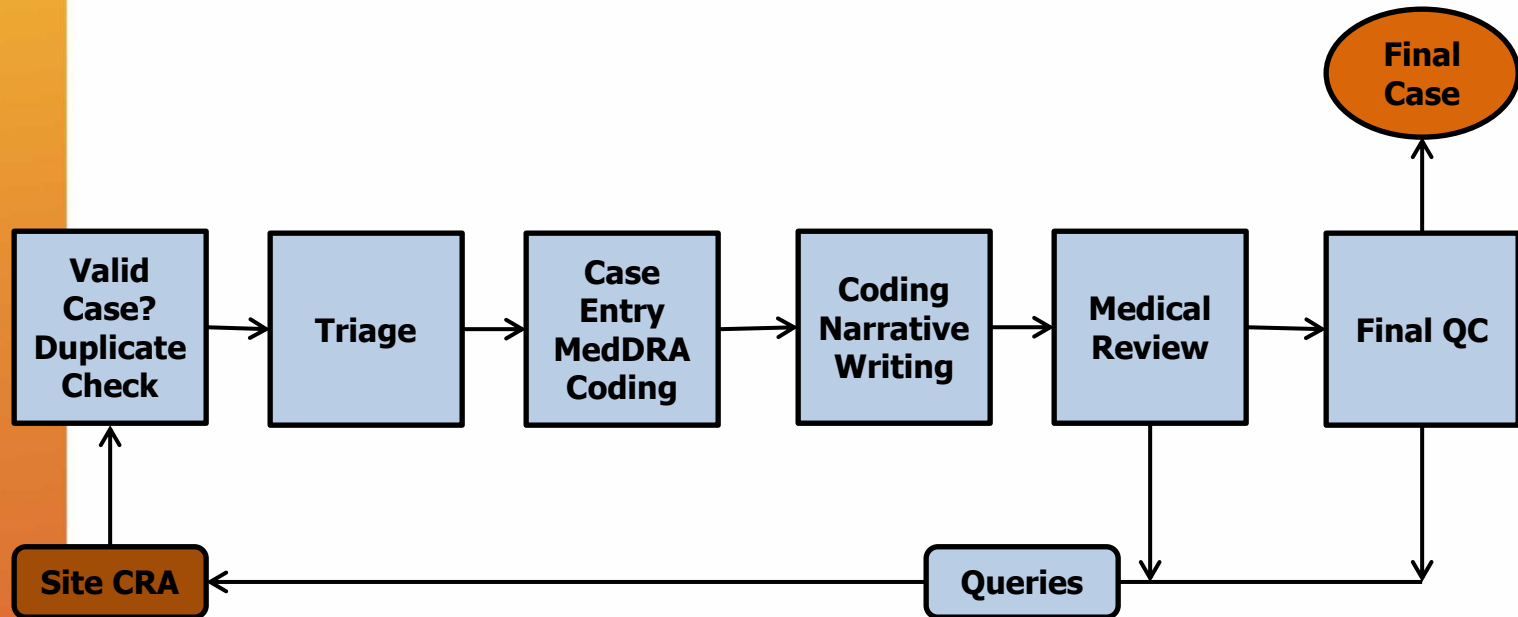 Final
Case
Valid
Case?
Duplicate
Check
Triage
Case
Entry
MedDRA
Coding
Coding
Narrative
Writing
Medical
Review
Final QC
Site CRA
Queries